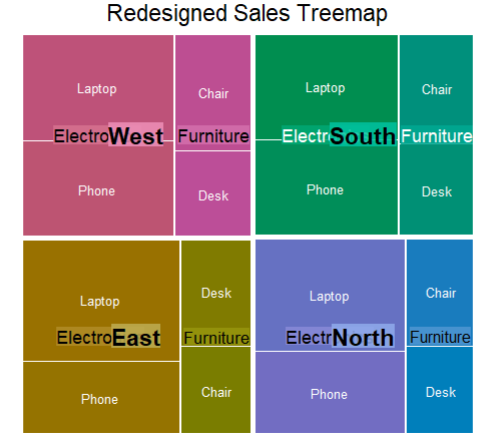 Redesigned Sales Treemap
Laptop
Chair
Laptop
Chair
Electro West Furniture
Electr South Furniture
Phone
Desk
Phone
Desk
Laptop
Desk
Laptop
Chair
Electro East Furniture
Electr North Furniture
Phone
Chair
Phone
Desk